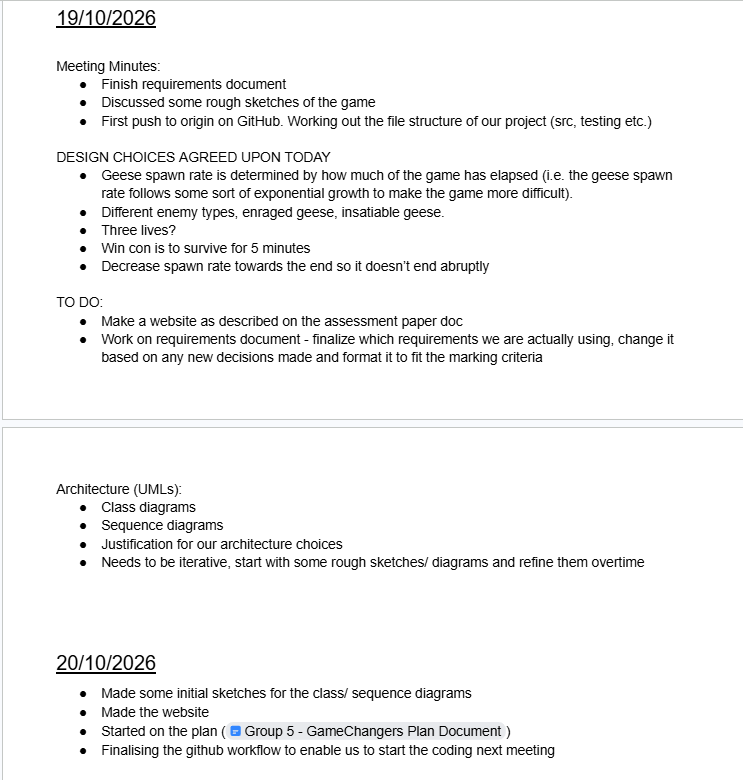 19/10/2026
Meeting Minutes:
● Finish requirements document
● Discussed some rough sketches of the game
● First push to origin on GitHub. Working out the file structure of our project (src, testing etc.)
DESIGN CHOICES AGREED UPON TODAY
● Geese spawn rate is determined by how much of the game has elapsed (i.e. the geese spawn
rate follows some sort of exponential growth to make the game more difficult).
● Different enemy types, enraged geese, insatiable geese.
● Three lives?
● Win con is to survive for 5 minutes
● Decrease spawn rate towards the end so it doesn’t end abruptly
TO DO:
● Make a website as described on the assessment paper doc
● Work on requirements document - finalize which requirements we are actually using, change it
based on any new decisions made and format it to fit the marking criteria
Architecture (UMLs):
● Class diagrams
● Sequence diagrams
● Justification for our architecture choices
● Needs to be iterative, start with some rough sketches/ diagrams and refine them overtime
20/10/2026
● Made some initial sketches for the class/ sequence diagrams
● Made the website
● Started on the plan ( Group 5 - GameChangers Plan Document )
● Finalising the github workflow to enable us to start the coding next meeting